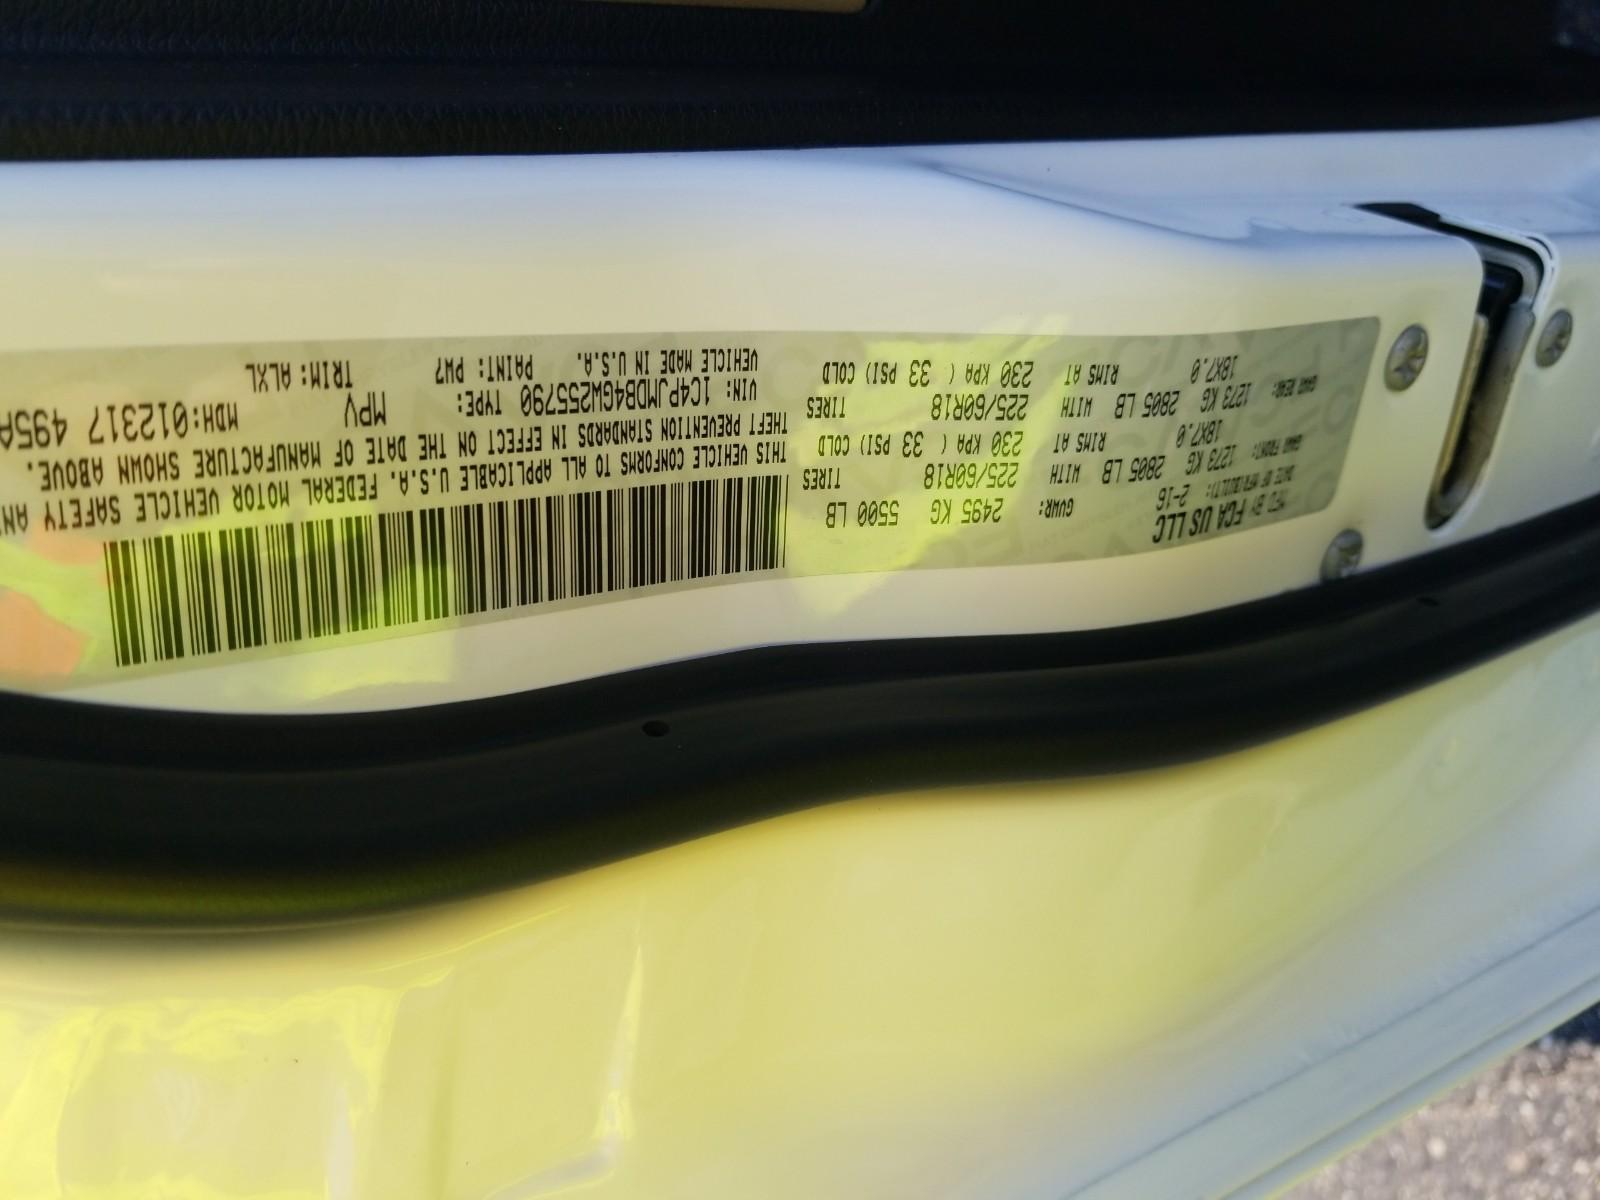 MFD BY FCA US LLC
DATE OF MFR(BUILT): 2-16 GVWR: 2495 KG 5500 LB
GAWR FRONT: 1273 KG 2805 LB WITH 225/60R18 TIRES
18X7.0 RIMS AT 230 KPA ( 33 PSI) COLD
GAWR REAR: 1273 KG 2805 LB WITH 225/60R18 TIRES
18X7.0 RIMS AT 230 KPA ( 33 PSI) COLD
THIS VEHICLE CONFORMS TO ALL APPLICABLE U.S.A. FEDERAL MOTOR VEHICLE SAFETY AN
THEFT PREVENTION STANDARDS IN EFFECT ON THE DATE OF MANUFACTURE SHOWN ABOVE.
VIN: 1C4PJMDB4GW255790 TYPE: MPV MDH:012317 495A
VEHICLE MADE IN U.S.A. PAINT: PW7 TRIM: ALXL